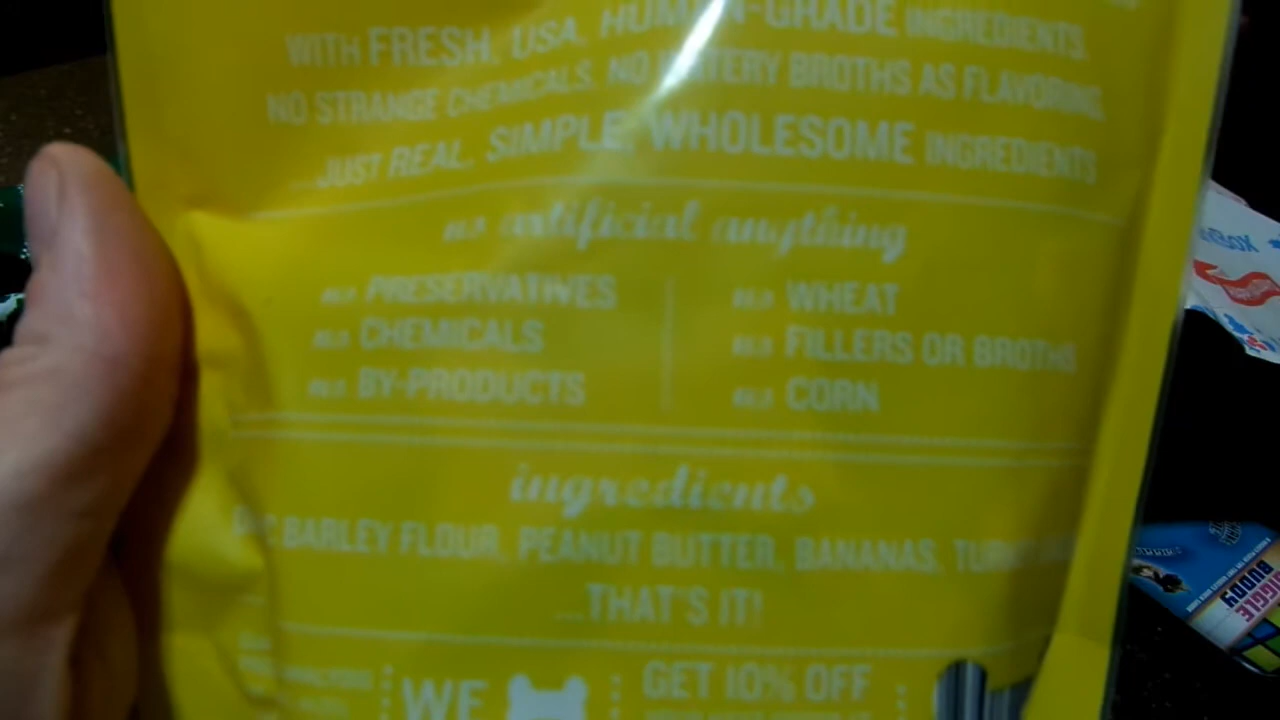 WITH FRESH, USA, HUMAN-GRADE INGREDIENTS.
NO STRANGE CHEMICALS. NO WATERY BROTHS AS FLAVORING.
...JUST REAL, SIMPLE, WHOLESOME INGREDIENTS
no artificial anything
no PRESERVATIVES
no CHEMICALS
no BY-PRODUCTS
no WHEAT
no FILLERS OR BROTHS
no CORN
ingredients
BARLEY FLOUR, PEANUT BUTTER, BANANAS,
...THAT'S IT!
WE
GET 10% OFF
BUDDY